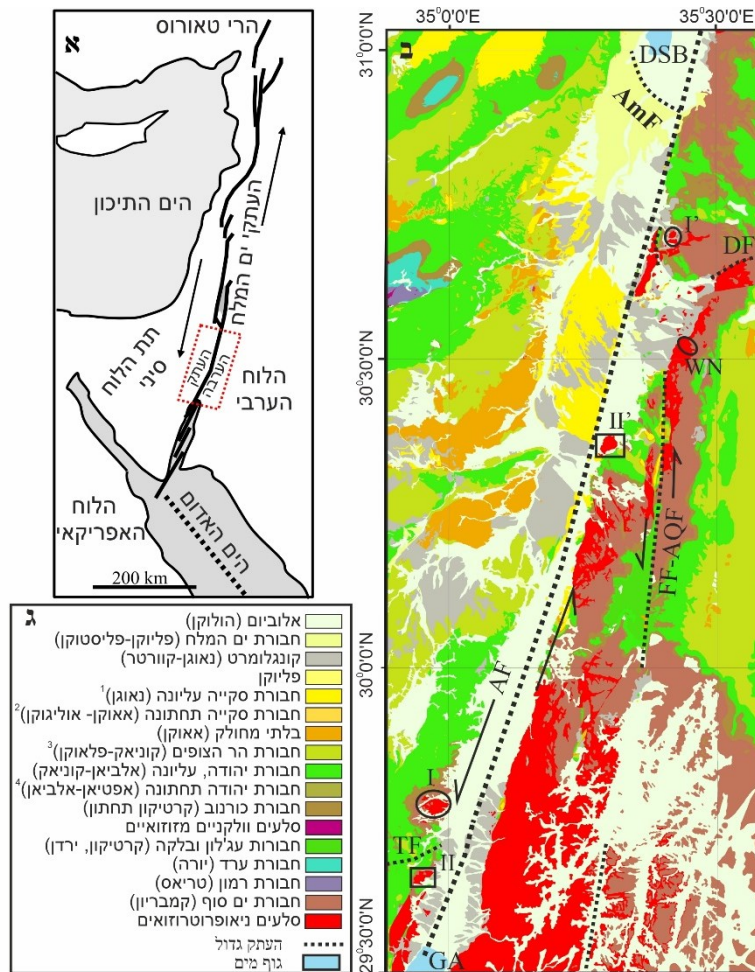 א
הרי טאורוס
הים התיכון
העתקי ים המלח
תת הלוח
סיני
העתק
הערבה
הלוח
הערבי
הלוח
האפריקאי
הים האדום
200 km
ב
35°0'0"E
35°30'0"E
31°0'0"N
30°30'0"N
30°0'0"N
29°30'0"N
DSB
AmF
I'
DF
WN
II'
FF-AQF
AF
I
TF
II
GA
ג
אלוביום (הולוקן)
חבורת ים המלח (פליוקן-פליסטוקן)
קונגלומרט (נאוגן-קוורטר)
פליוקן
חבורת סקייה עליונה (נאוגן)¹
חבורת סקייה תחתונה (אאוקן- אוליגוקן)²
בלתי מחולק (אאוקן)
חבורת הר הצופים (קוניאק-פלאוקן)³
חבורת יהודה, עליונה (אלביאן-קוניאק)
חבורת יהודה תחתונה (אפטיאן-אלביאן)⁴
חבורת כורנוב (קרטיקון תחתון)
סלעים וולקניים מזוזואיים
חבורת עג'לון ובלקה (קרטיקון, ירדן)
חבורת ערד (יורה)
חבורת רמון (טריאס)
חבורת ים סוף (קמבריון)
סלעים ניאופרוטרוזואים
העתק גדול
גוף מים